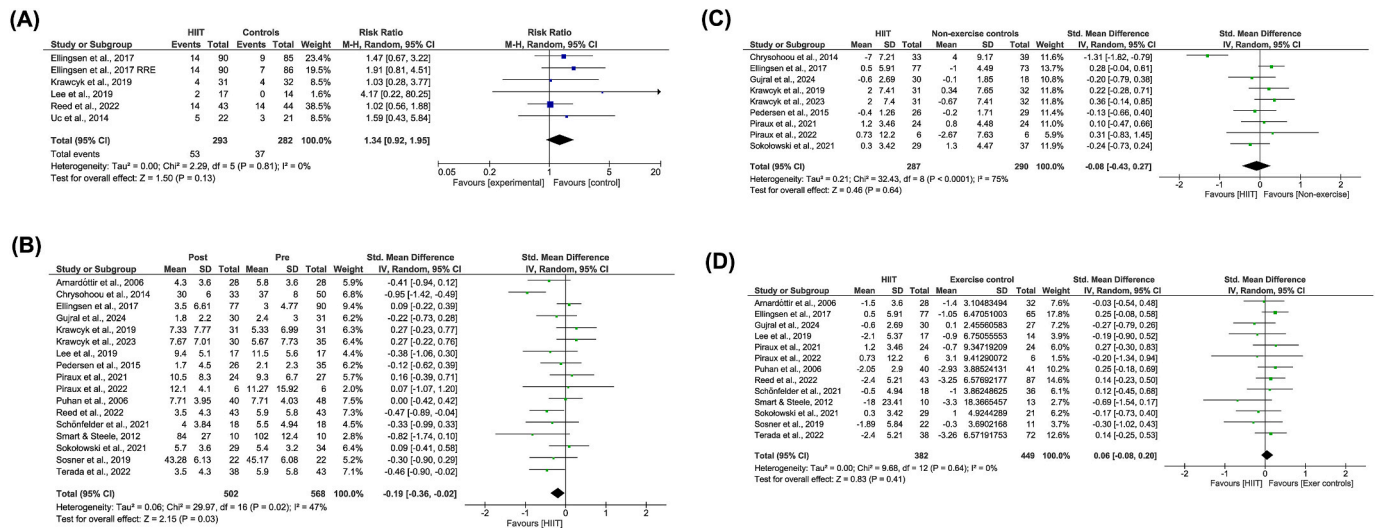 (A)
HIIT Controls Risk Ratio Risk Ratio
Study or Subgroup Events Total Events Total Weight M-H, Random, 95% CI M-H, Random, 95% CI
Ellingsen et al., 2017 14 90 9 85 23.4% 1.47 [0.67, 3.22]
Ellingsen et al., 2017 RRE 14 90 7 86 19.5% 1.91 [0.81, 4.51]
Krawcyk et al., 2019 4 31 4 32 8.5% 1.03 [0.28, 3.77]
Lee et al., 2019 2 17 0 14 1.6% 4.17 [0.22, 80.25]
Reed et al., 2022 14 43 14 44 38.5% 1.02 [0.56, 1.88]
Uc et al., 2014 5 22 3 21 8.5% 1.59 [0.43, 5.84]
Total (95% CI) 293 282 100.0% 1.34 [0.92, 1.95]
Total events 53 37
Heterogeneity: Tau² = 0.00; Chi² = 2.29, df = 5 (P = 0.81); I² = 0%
Test for overall effect: Z = 1.50 (P = 0.13)
0.05 0.2 1 5 20
Favours [experimental] Favours [control]
(B)
Post Pre Std. Mean Difference Std. Mean Difference
Study or Subgroup Mean SD Total Mean SD Total Weight IV, Random, 95% CI IV, Random, 95% CI
Arnardóttir et al., 2006 4.3 3.6 28 5.8 3.6 28 6.1% -0.41 [-0.94, 0.12]
Chrysohoou et al., 2014 30 6 33 37 8 50 7.1% -0.95 [-1.42, -0.49]
Ellingsen et al., 2017 3.5 6.61 77 3 4.77 90 10.6% 0.09 [-0.22, 0.39]
Gujral et al., 2024 1.8 2.2 30 2.4 3 31 6.5% -0.22 [-0.73, 0.28]
Krawcyk et al., 2019 7.33 7.77 31 5.33 6.99 31 6.5% 0.27 [-0.23, 0.77]
Krawcyk et al., 2023 7.67 7.01 30 5.67 7.73 35 6.7% 0.27 [-0.22, 0.76]
Lee et al., 2019 9.4 5.1 17 11.5 5.6 17 4.4% -0.38 [-1.06, 0.30]
Pedersen et al., 2015 1.7 4.5 26 2.1 2.3 35 6.4% -0.12 [-0.62, 0.39]
Piraux et al., 2021 10.5 8.3 24 9.3 6.7 27 5.8% 0.16 [-0.39, 0.71]
Piraux et al., 2022 12.1 4.1 6 11.27 15.92 6 2.0% 0.07 [-1.07, 1.20]
Puhan et al., 2006 7.71 3.95 40 7.71 4.03 48 8.0% 0.00 [-0.42, 0.42]
Reed et al., 2022 3.5 4.3 43 5.9 5.8 43 7.8% -0.47 [-0.89, -0.04]
Schönfelder et al., 2021 4 3.84 18 5.5 4.94 18 4.6% -0.33 [-0.99, 0.33]
Smart & Steele, 2012 84 27 10 102 12.4 10 2.8% -0.82 [-1.74, 0.10]
Sokołowski et al., 2021 5.7 3.6 29 5.4 3.2 34 6.6% 0.09 [-0.41, 0.58]
Sosner et al., 2019 43.28 6.13 22 45.17 6.08 22 5.3% -0.30 [-0.90, 0.29]
Terada et al., 2022 3.5 4.3 38 5.9 5.8 43 7.5% -0.46 [-0.90, -0.02]
Total (95% CI) 502 568 100.0% -0.19 [-0.36, -0.02]
Heterogeneity: Tau² = 0.06; Chi² = 29.97, df = 16 (P = 0.02); I² = 47%
Test for overall effect: Z = 2.15 (P = 0.03)
-2 -1 0 1 2
Favours [HIIT]
(C)
HIIT Non-exercise controls Std. Mean Difference Std. Mean Difference
Study or Subgroup Mean SD Total Mean SD Total Weight IV, Random, 95% CI IV, Random, 95% CI
Chrysohoou et al., 2014 -7 7.21 33 4 9.17 39 11.6% -1.31 [-1.82, -0.79]
Ellingsen et al., 2017 0.5 5.91 77 -1 4.49 73 14.4% 0.28 [-0.04, 0.61]
Gujral et al., 2024 -0.6 2.69 30 -0.1 1.85 18 10.8% -0.20 [-0.79, 0.38]
Krawcyk et al., 2019 2 7.41 31 0.34 7.65 32 12.0% 0.22 [-0.28, 0.71]
Krawcyk et al., 2023 2 7.4 31 -0.67 7.41 32 12.0% 0.36 [-0.14, 0.85]
Pedersen et al., 2015 -0.4 1.26 26 -0.2 1.71 29 11.5% -0.13 [-0.66, 0.40]
Piraux et al., 2021 1.2 3.46 24 0.8 4.48 24 11.1% 0.10 [-0.47, 0.66]
Piraux et al., 2022 0.73 12.2 6 -2.67 7.63 6 5.8% 0.31 [-0.83, 1.45]
Sokołowski et al., 2021 0.3 3.42 29 1.3 4.47 37 12.1% -0.24 [-0.73, 0.24]
Total (95% CI) 287 290 100.0% -0.08 [-0.43, 0.27]
Heterogeneity: Tau² = 0.21; Chi² = 32.43, df = 8 (P < 0.0001); I² = 75%
Test for overall effect: Z = 0.46 (P = 0.64)
-2 -1 0 1 2
Favours [HIIT] Favours [Non-exercise]
(D)
HIIT Exercise control Std. Mean Difference Std. Mean Difference
Study or Subgroup Mean SD Total Mean SD Total Weight IV, Random, 95% CI IV, Random, 95% CI
Arnardóttir et al., 2006 -1.5 3.6 28 -1.4 3.10483494 32 7.6% -0.03 [-0.54, 0.48]
Ellingsen et al., 2017 0.5 5.91 77 -1.05 6.47051003 65 17.8% 0.25 [-0.08, 0.58]
Gujral et al., 2024 -0.6 2.69 30 0.1 2.45560583 27 7.2% -0.27 [-0.79, 0.26]
Lee et al., 2019 -2.1 5.37 17 -0.9 6.75055553 14 3.9% -0.19 [-0.90, 0.52]
Piraux et al., 2021 1.2 3.46 24 -0.7 9.34719209 24 6.1% 0.27 [-0.30, 0.83]
Piraux et al., 2022 0.73 12.2 6 3.1 9.41290072 6 1.5% -0.20 [-1.34, 0.94]
Puhan et al., 2006 -2.05 2.9 40 -2.93 3.88524131 41 10.2% 0.25 [-0.18, 0.69]
Reed et al., 2022 -2.4 5.21 43 -3.25 6.57692177 87 14.6% 0.14 [-0.23, 0.50]
Schönfelder et al., 2021 -0.5 4.94 18 -1 3.86248625 36 6.1% 0.12 [-0.45, 0.68]
Smart & Steele, 2012 -18 23.41 10 -3.3 18.3665457 13 2.7% -0.69 [-1.54, 0.17]
Sokołowski et al., 2021 0.3 3.42 29 1 4.9244289 21 6.2% -0.17 [-0.73, 0.40]
Sosner et al., 2019 -1.89 5.84 22 -0.3 3.6902168 11 3.7% -0.30 [-1.02, 0.43]
Terada et al., 2022 -2.4 5.21 38 -3.26 6.57191753 72 12.6% 0.14 [-0.25, 0.53]
Total (95% CI) 382 449 100.0% 0.06 [-0.08, 0.20]
Heterogeneity: Tau² = 0.00; Chi² = 9.68, df = 12 (P = 0.64); I² = 0%
Test for overall effect: Z = 0.83 (P = 0.41)
-2 -1 0 1 2
Favours [HIIT] Favours [Exer controls]